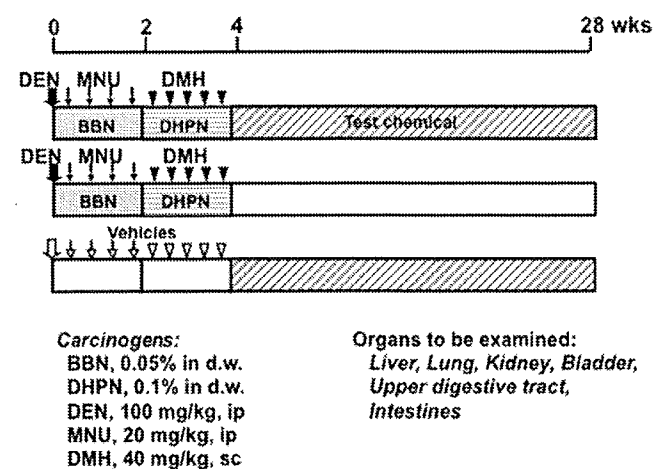 0 2 4 28 wks
DEN MNU DMH
BBN DHPN Test chemical
DEN MNU DMH
BBN DHPN
Vehicles
Carcinogens:
BBN, 0.05% in d.w.
DHPN, 0.1% in d.w.
DEN, 100 mg/kg, ip
MNU, 20 mg/kg, ip
DMH, 40 mg/kg, sc
Organs to be examined:
Liver, Lung, Kidney, Bladder,
Upper digestive tract,
Intestines